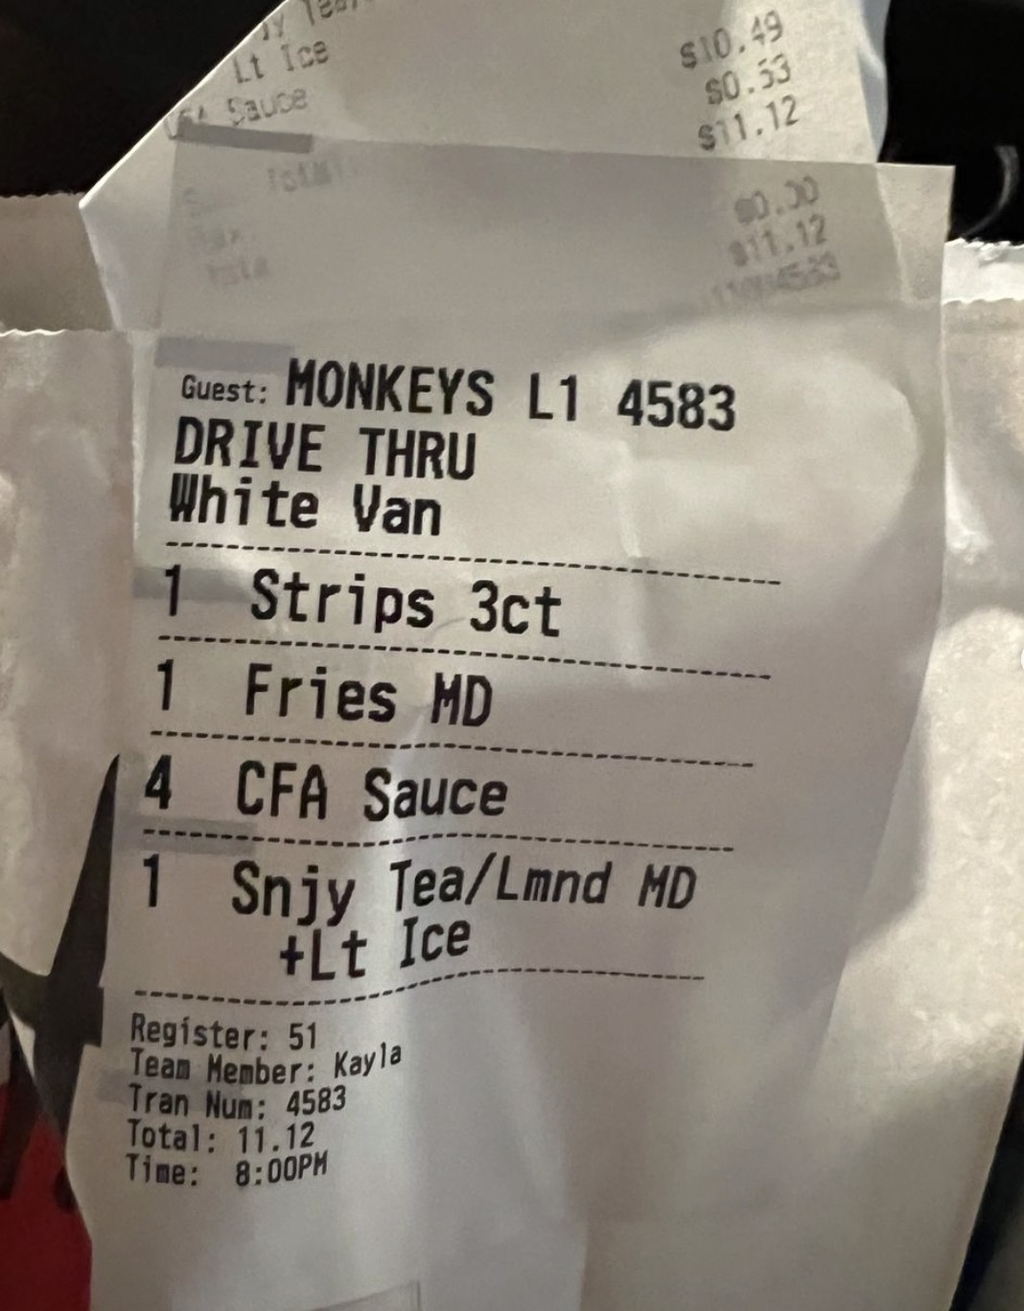 Lt Ice
Sauce
$10.49
$0.53
$11.12
$0.00
$11.12
Guest: MONKEYS L1 4583
DRIVE THRU
White Van
1 Strips 3ct
1 Fries MD
4 CFA Sauce
1 Snjy Tea/Lmnd MD
+Lt Ice
Register: 51
Team Member: Kayla
Tran Num: 4583
Total: 11.12
Time: 8:00PM